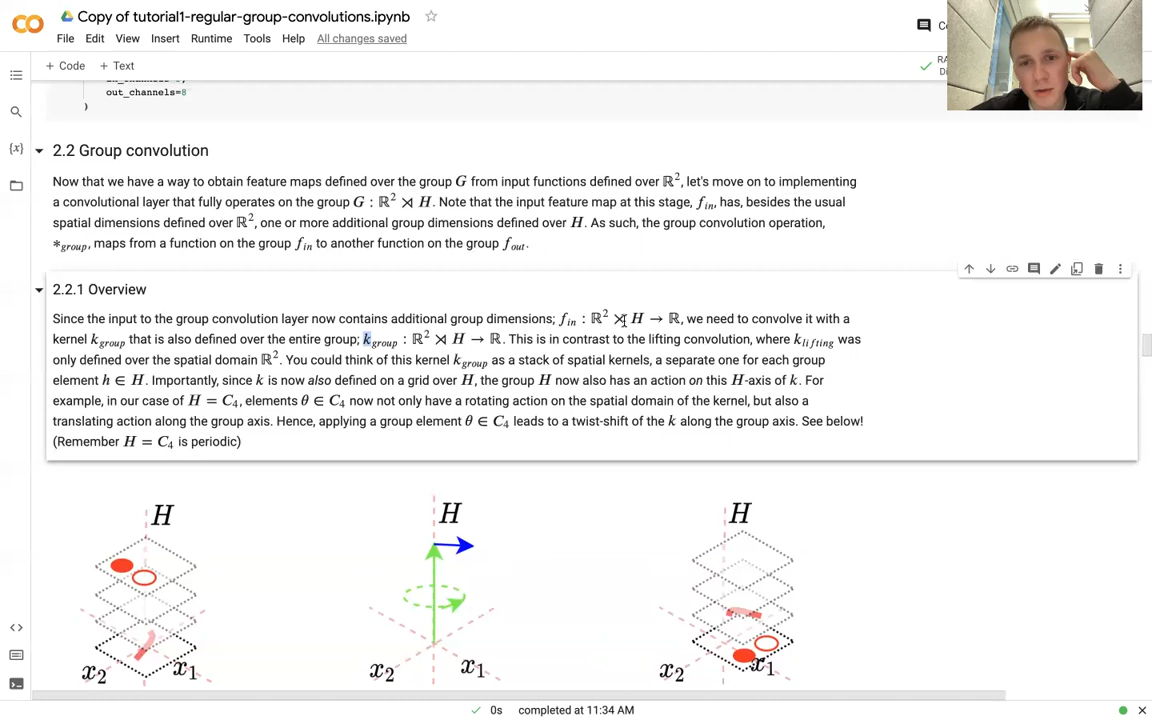 Copy of tutorial1-regular-group-convolutions.ipynb
File Edit View Insert Runtime Tools Help All changes saved
+ Code + Text
out_channels=8
)
2.2 Group convolution
Now that we have a way to obtain feature maps defined over the group G from input functions defined over ℝ², let's move on to implementing
a convolutional layer that fully operates on the group G : ℝ² ⋊ H. Note that the input feature map at this stage, f_in, has, besides the usual
spatial dimensions defined over ℝ², one or more additional group dimensions defined over H. As such, the group convolution operation,
*_group, maps from a function on the group f_in to another function on the group f_out.
2.2.1 Overview
Since the input to the group convolution layer now contains additional group dimensions; f_in : ℝ² ⋊ H → ℝ, we need to convolve it with a
kernel k_group that is also defined over the entire group; k_group : ℝ² ⋊ H → ℝ. This is in contrast to the lifting convolution, where k_lifting was
only defined over the spatial domain ℝ². You could think of this kernel k_group as a stack of spatial kernels, a separate one for each group
element h ∈ H. Importantly, since k is now also defined on a grid over H, the group H now also has an action on this H-axis of k. For
example, in our case of H = C₄, elements θ ∈ C₄ now not only have a rotating action on the spatial domain of the kernel, but also a
translating action along the group axis. Hence, applying a group element θ ∈ C₄ leads to a twist-shift of the k along the group axis. See below!
(Remember H = C₄ is periodic)
H H H
x₂ x₁ x₂ x₁ x₂ x₁
0s completed at 11:34 AM